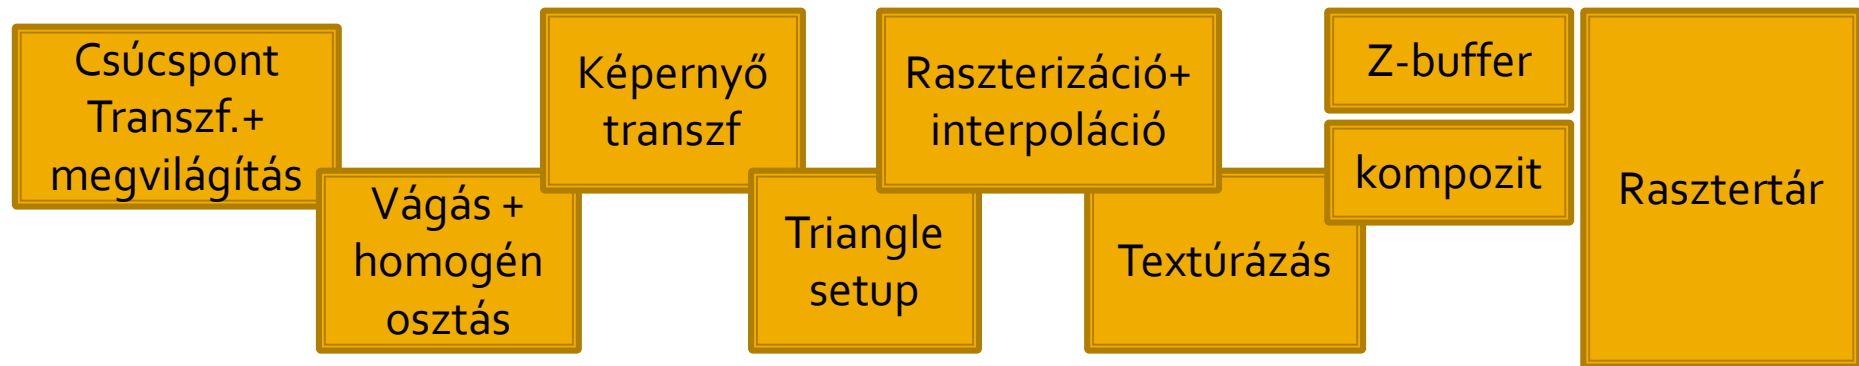 Csúcspont
Transzf.+
megvilágítás
Vágás +
homogén
osztás
Képernyő
transzf
Triangle
setup
Raszterizáció+
interpoláció
Textúrázás
Z-buffer
kompozit
Rasztertár